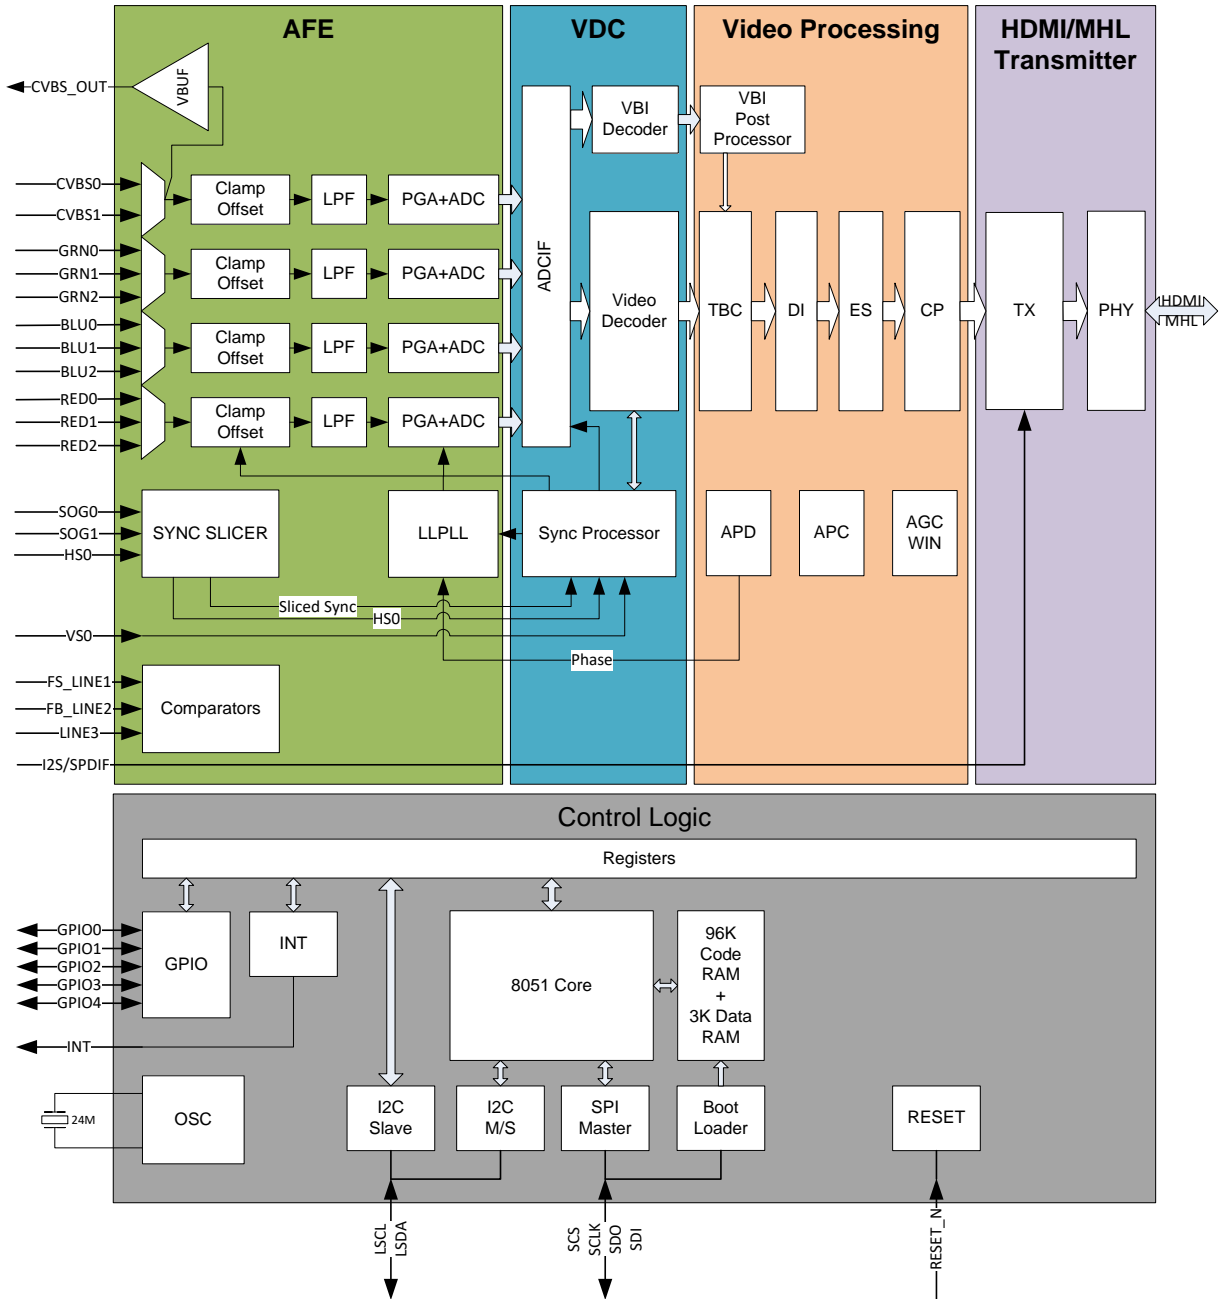 AFE
VDC
Video Processing
HDMI/MHL
Transmitter
CVBS_OUT
VBUF
VBI
Decoder
VBI
Post
Processor
CVBS0
CVBS1
Clamp
Offset
LPF
PGA+ADC
GRN0
GRN1
GRN2
Clamp
Offset
LPF
PGA+ADC
BLU0
BLU1
BLU2
Clamp
Offset
LPF
PGA+ADC
RED0
RED1
RED2
Clamp
Offset
LPF
PGA+ADC
ADCIF
Video
Decoder
TBC
DI
ES
CP
TX
PHY
HDMI
MHL
SOG0
SOG1
HS0
SYNC SLICER
LLPLL
Sync Processor
APD
APC
AGC
WIN
Sliced Sync
HS0
VS0
Phase
FS_LINE1
FB_LINE2
LINE3
Comparators
I2S/SPDIF
Control Logic
Registers
GPIO0
GPIO1
GPIO2
GPIO3
GPIO4
GPIO
INT
8051 Core
96K
Code
RAM
+
3K Data
RAM
INT
24M
OSC
I2C
Slave
I2C
M/S
SPI
Master
Boot
Loader
RESET
LSCL
LSDA
SCS
SCLK
SDO
SDI
RESET_N